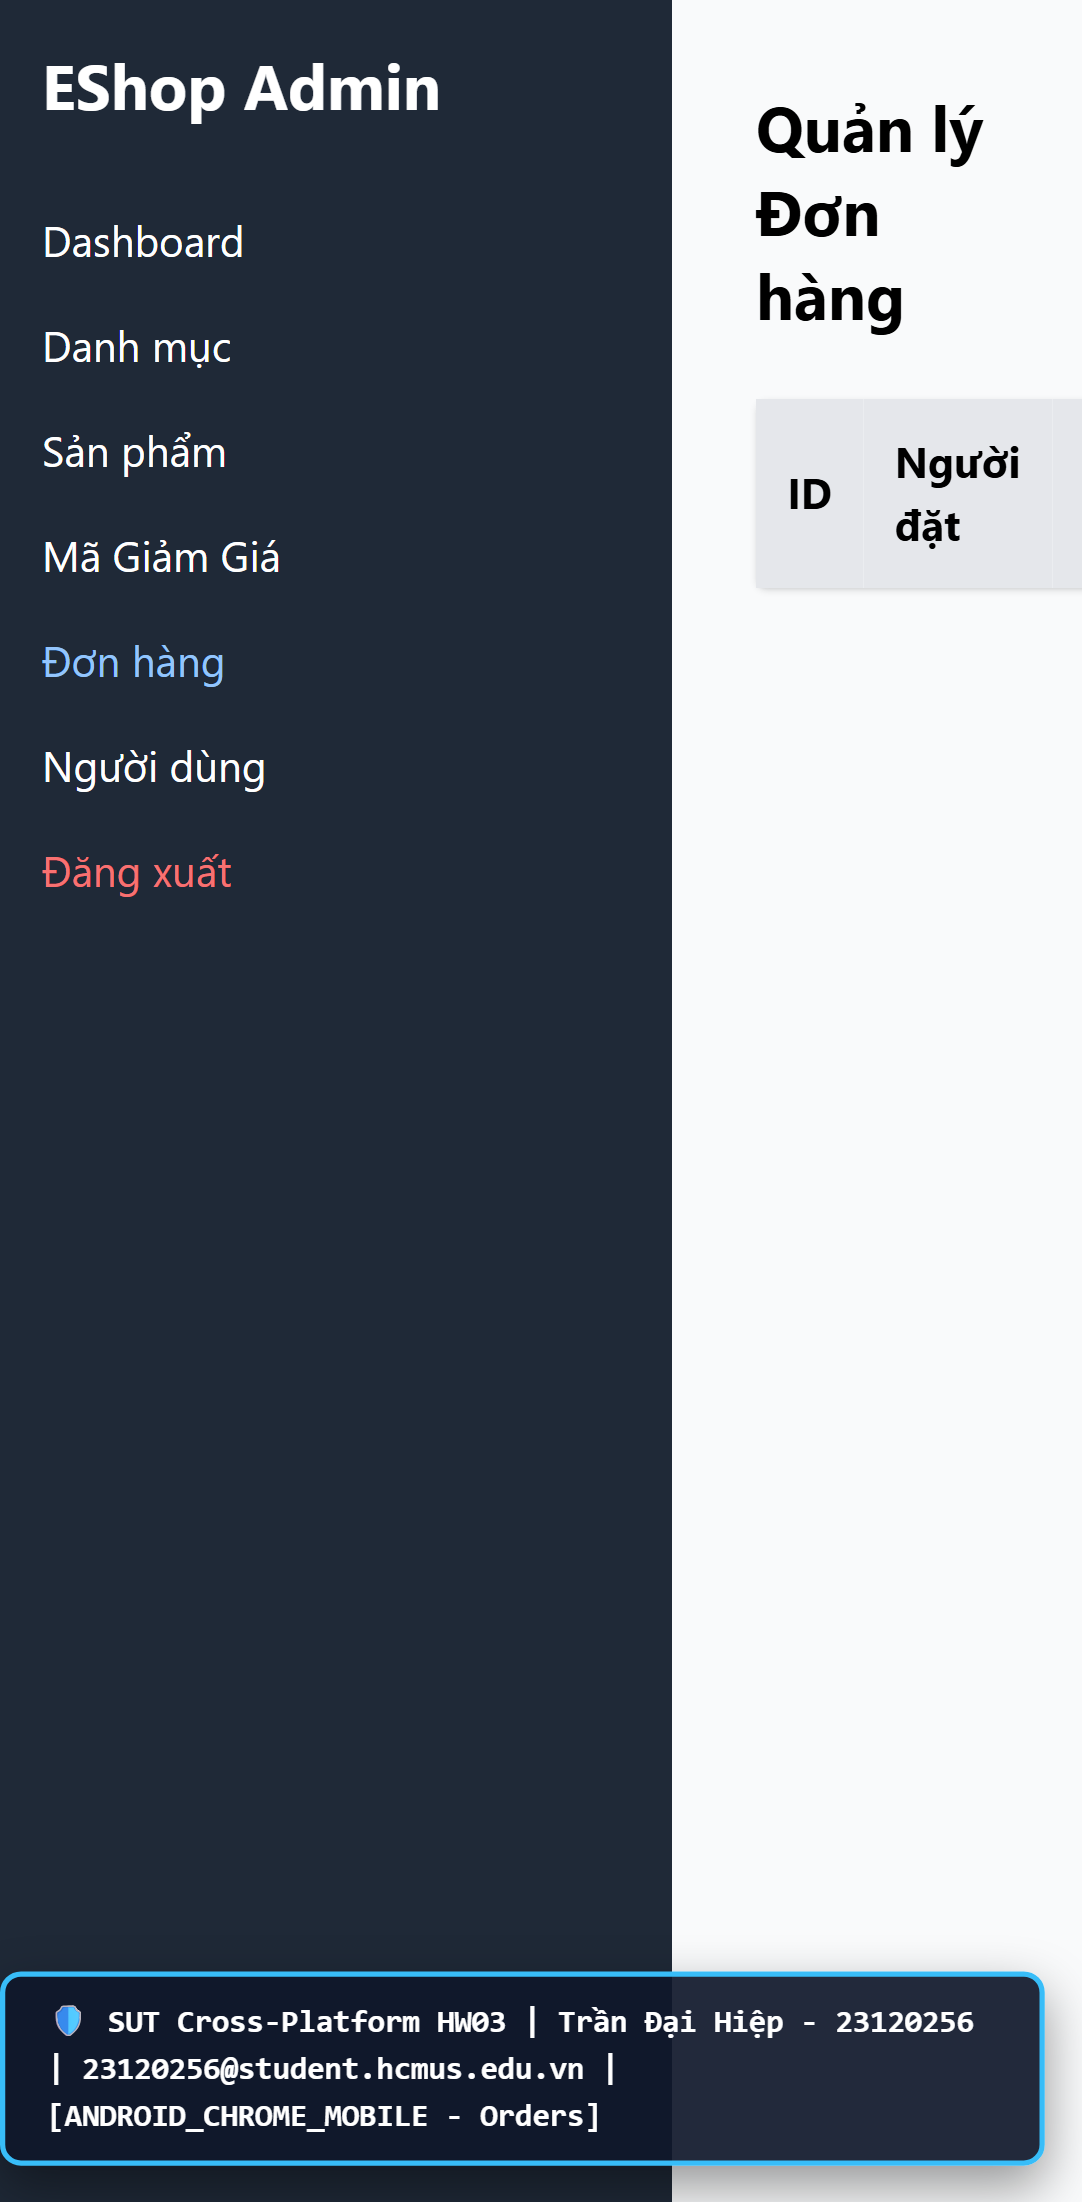 EShop Admin
Dashboard
Danh mục
Sản phẩm
Mã Giảm Giá
Đơn hàng
Người dùng
Đăng xuất
Quản lý
Đơn
hàng
ID
Người
đặt
SUT Cross-Platform HW03 | Trần Đại Hiệp - 23120256
| 23120256@student.hcmus.edu.vn |
[ANDROID_CHROME_MOBILE - Orders]